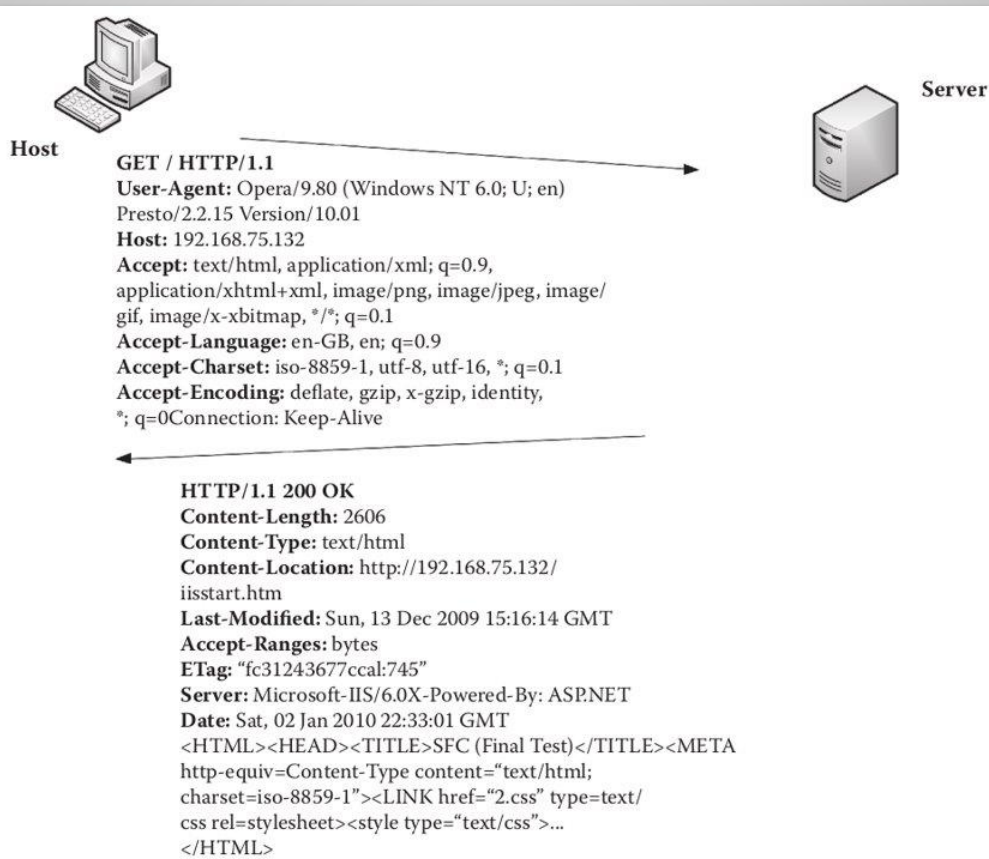 Server
Host
GET / HTTP/1.1
User-Agent: Opera/9.80 (Windows NT 6.0; U; en)
Presto/2.2.15 Version/10.01
Host: 192.168.75.132
Accept: text/html, application/xml; q=0.9,
application/xhtml+xml, image/png, image/jpeg, image/
gif, image/x-xbitmap, */*; q=0.1
Accept-Language: en-GB, en; q=0.9
Accept-Charset: iso-8859-1, utf-8, utf-16, *; q=0.1
Accept-Encoding: deflate, gzip, x-gzip, identity,
*; q=0Connection: Keep-Alive
HTTP/1.1 200 OK
Content-Length: 2606
Content-Type: text/html
Content-Location: http://192.168.75.132/
iisstart.htm
Last-Modified: Sun, 13 Dec 2009 15:16:14 GMT
Accept-Ranges: bytes
ETag: “fc31243677ccal:745”
Server: Microsoft-IIS/6.0X-Powered-By: ASP.NET
Date: Sat, 02 Jan 2010 22:33:01 GMT
<HTML><HEAD><TITLE>SFC (Final Test)</TITLE><META
http-equiv=Content-Type content=“text/html;
charset=iso-8859-1”><LINK href=“2.css” type=text/
css rel=stylesheet><style type=“text/css”>...
</HTML>